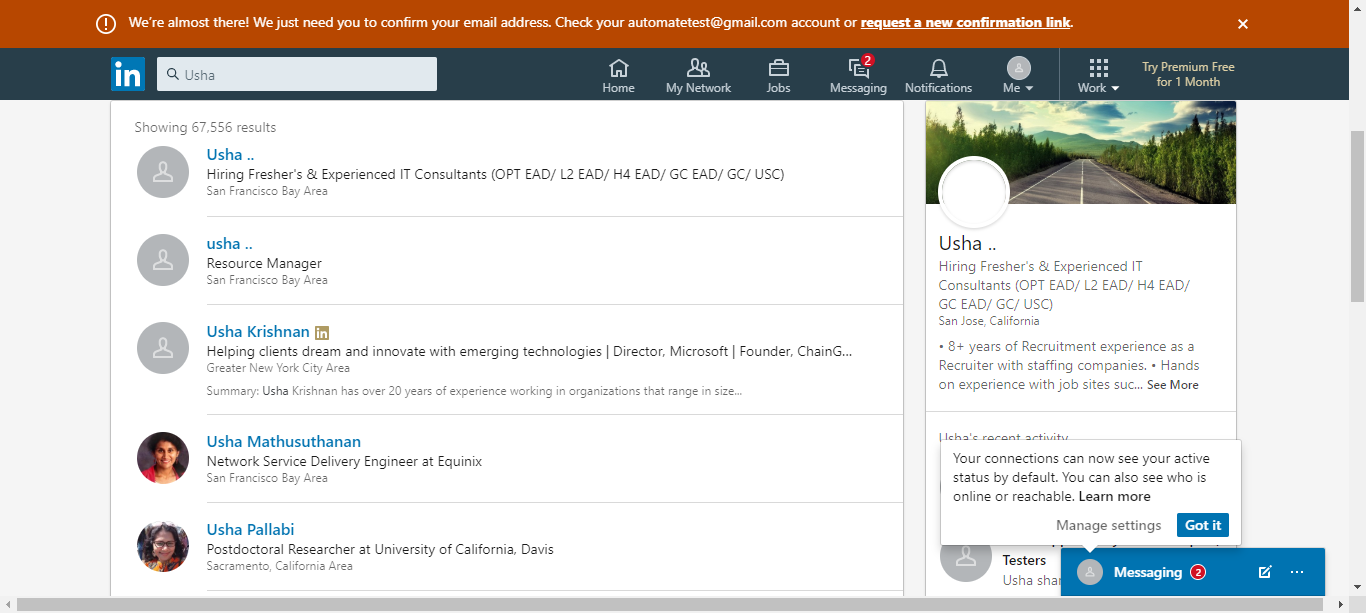 We're almost there! We just need you to confirm your email address. Check your automatetest@gmail.com account or request a new confirmation link.
in
Usha
Home
My Network
Jobs
2
Messaging
Notifications
Me
Work
Try Premium Free
for 1 Month
Showing 67,556 results
Usha ..
Hiring Fresher's & Experienced IT Consultants (OPT EAD/ L2 EAD/ H4 EAD/ GC EAD/ GC/ USC)
San Francisco Bay Area
usha ..
Resource Manager
San Francisco Bay Area
Usha Krishnan in
Helping clients dream and innovate with emerging technologies | Director, Microsoft | Founder, ChainG...
Greater New York City Area
Summary: Usha Krishnan has over 20 years of experience working in organizations that range in size...
Usha Mathusuthanan
Network Service Delivery Engineer at Equinix
San Francisco Bay Area
Usha Pallabi
Postdoctoral Researcher at University of California, Davis
Sacramento, California Area
Usha ..
Hiring Fresher's & Experienced IT
Consultants (OPT EAD/ L2 EAD/ H4 EAD/
GC EAD/ GC/ USC)
San Jose, California
• 8+ years of Recruitment experience as a
Recruiter with staffing companies. • Hands
on experience with job sites suc... See More
Usha's recent activity
Your connections can now see your active
status by default. You can also see who is
online or reachable. Learn more
Manage settings
Got it
Testers
Usha shar
Messaging 2
...